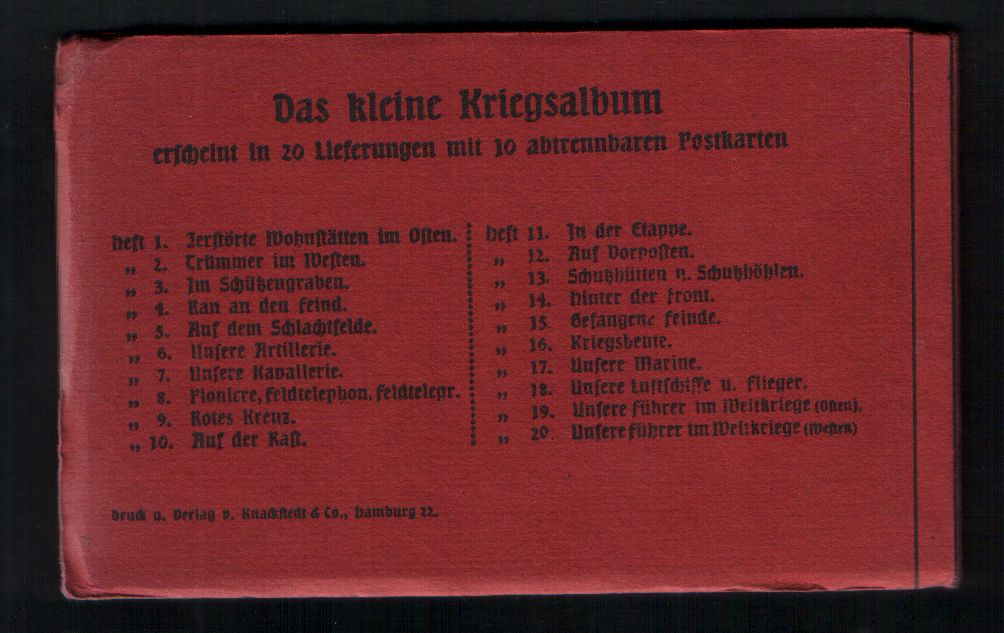 Das kleine Kriegsalbum
erscheint in 20 Lieferungen mit 10 abtrennbaren Postkarten
Heft 1. Zerstörte Wohnstätten im Osten.
„ 2. Trümmer im Westen.
„ 3. Im Schützengraben.
„ 4. Ran an den Feind.
„ 5. Auf dem Schlachtfelde.
„ 6. Unsere Artillerie.
„ 7. Unsere Kavallerie.
„ 8. Pioniere, Feldtelephon, Feldtelegr.
„ 9. Rotes Kreuz.
„ 10. Auf der Rast.
Heft 11. In der Etappe.
„ 12. Auf Vorposten.
„ 13. Schutzhütten u. Schutzhöhlen.
„ 14. Hinter der Front.
„ 15. Gefangene Feinde.
„ 16. Kriegsbeute.
„ 17. Unsere Marine.
„ 18. Unsere Luftschiffe u. Flieger.
„ 19. Unsere Führer im Weltkriege (Osten).
„ 20. Unsere Führer im Weltkriege (Westen)
Druck u. Verlag v. Knackstedt & Co., Hamburg 22.